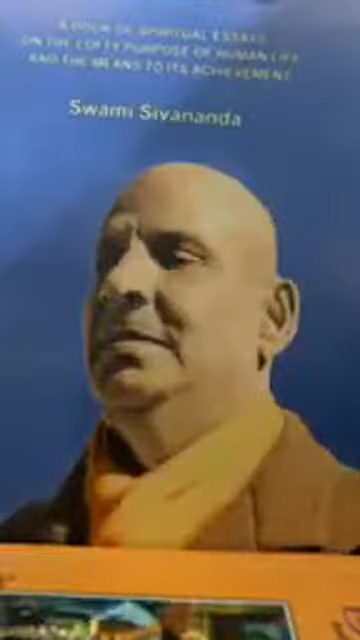 A BOOK OF SPIRITUAL ESSAYS
ON THE LOFTY PURPOSE OF HUMAN LIFE
AND THE MEANS TO ITS ACHIEVEMENT
Swami Sivananda